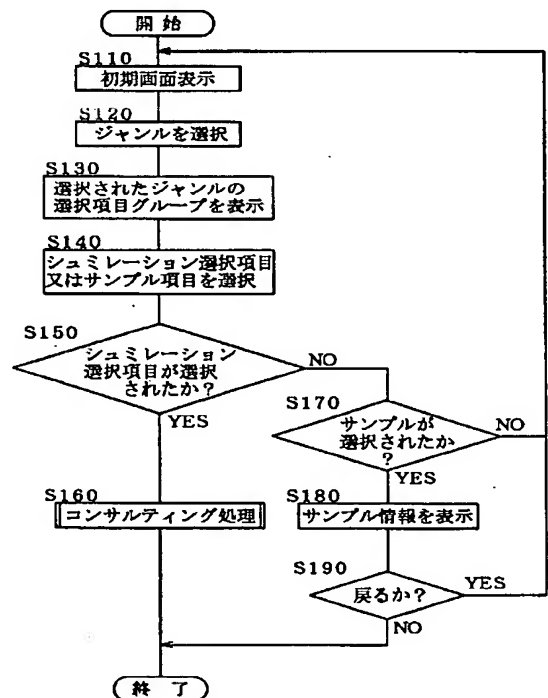 開 始
S110
初期画面表示
S120
ジャンルを選択
S130
選択されたジャンルの
選択項目グループを表示
S140
シュミレーション選択項目
又はサンプル項目を選択
S150
シュミレーション
選択項目が選択
されたか?
NO
YES
S170
サンプルが
選択されたか
?
NO
YES
S160
コンサルティング処理
S180
サンプル情報を表示
S190
戻るか?
YES
NO
終 了